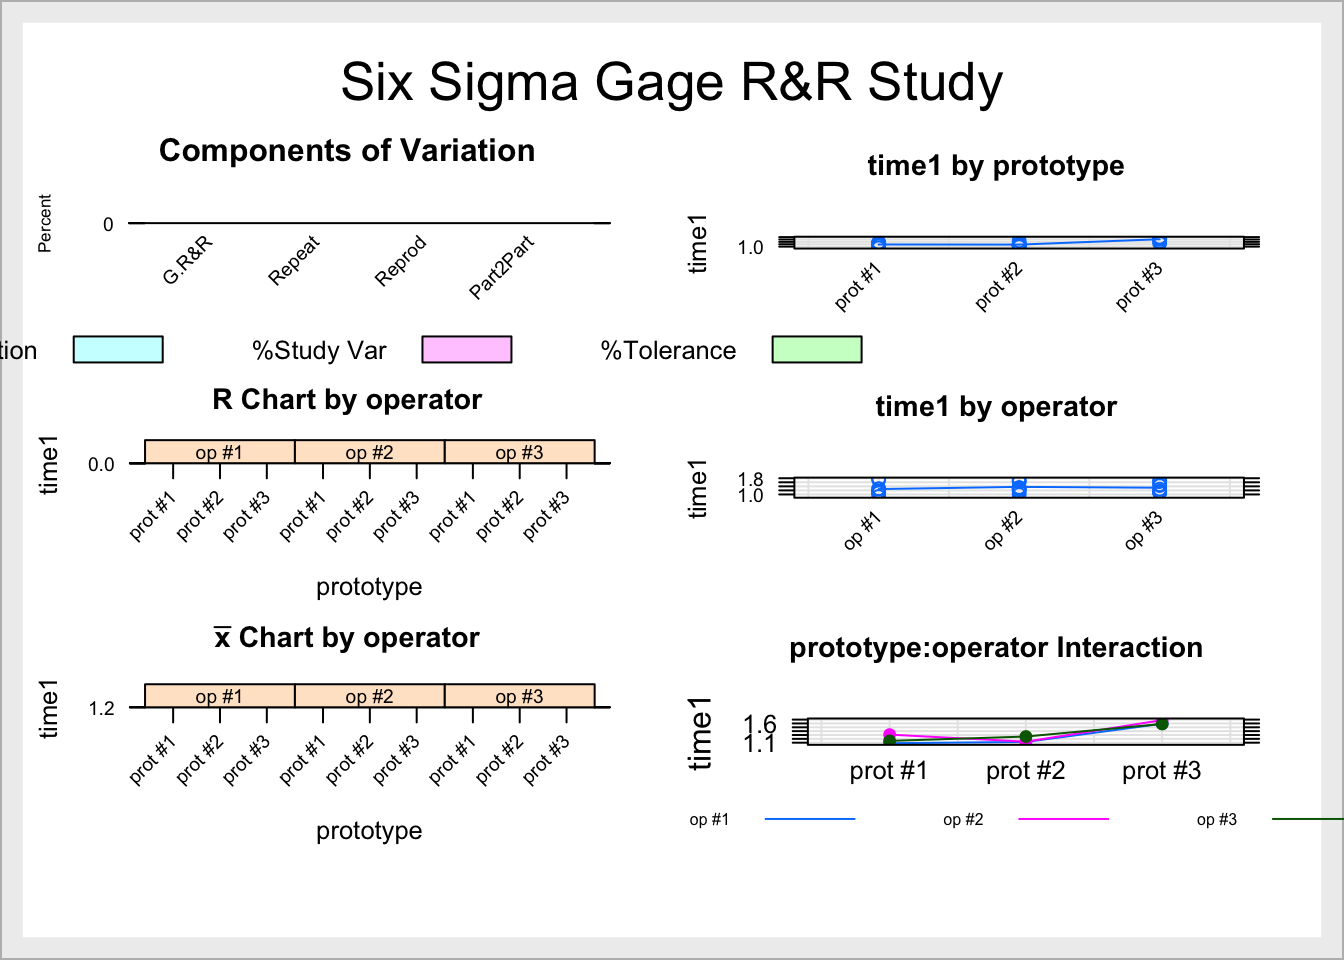 Six Sigma Gage R&R Study
Components of Variation
Percent
0
G.R&R
Repeat
Reprod
Part2Part
tion
%Study Var
%Tolerance
time1 by prototype
time1
1.0
prot #1
prot #2
prot #3
R Chart by operator
time1
0.0
op #1
op #2
op #3
prot #1
prot #2
prot #3
prot #1
prot #2
prot #3
prot #1
prot #2
prot #3
prototype
time1 by operator
time1
1.8
1.0
op #1
op #2
op #3
x̅ Chart by operator
time1
1.2
op #1
op #2
op #3
prot #1
prot #2
prot #3
prot #1
prot #2
prot #3
prot #1
prot #2
prot #3
prototype
prototype:operator Interaction
time1
1.6
1.1
prot #1
prot #2
prot #3
op #1
op #2
op #3